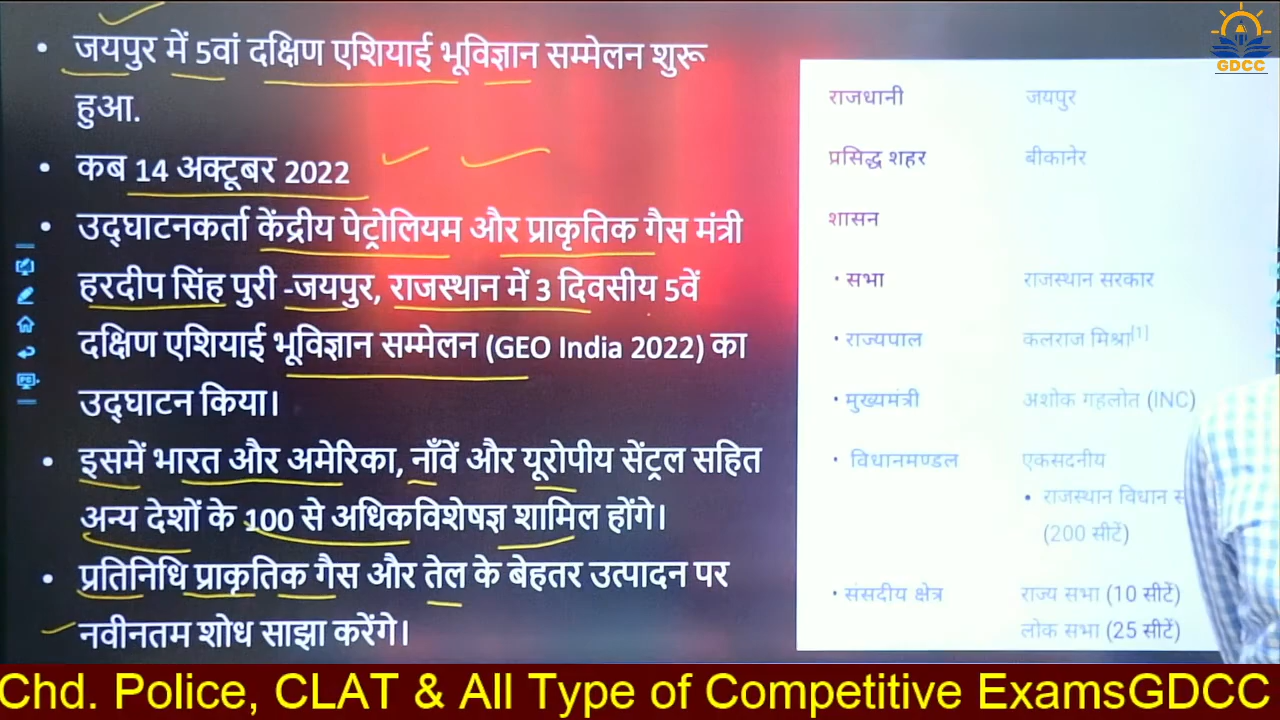 • जयपुर में 5वां दक्षिण एशियाई भूविज्ञान सम्मेलन शुरू
हुआ.
• कब 14 अक्टूबर 2022
• उद्घाटनकर्ता केंद्रीय पेट्रोलियम और प्राकृतिक गैस मंत्री
हरदीप सिंह पुरी -जयपुर, राजस्थान में 3 दिवसीय 5वें
दक्षिण एशियाई भूविज्ञान सम्मेलन (GEO India 2022) का
उद्घाटन किया।
• इसमें भारत और अमेरिका, नॉंर्वे और यूरोपीय सेंट्रल सहित
अन्य देशों के 100 से अधिकविशेषज्ञ शामिल होंगे।
• प्रतिनिधि प्राकृतिक गैस और तेल के बेहतर उत्पादन पर
नवीनतम शोध साझा करेंगे।
GDCC
राजधानी जयपुर
प्रसिद्ध शहर बीकानेर
शासन
• सभा राजस्थान सरकार
• राज्यपाल कलराज मिश्रा[1]
• मुख्यमंत्री अशोक गहलोत (INC)
• विधानमण्डल एकसदनीय
• राजस्थान विधान
(200 सीटें)
• संसदीय क्षेत्र राज्य सभा (10 सीटें)
लोक सभा (25 सीटें)
Chd. Police, CLAT & All Type of Competitive ExamsGDCC